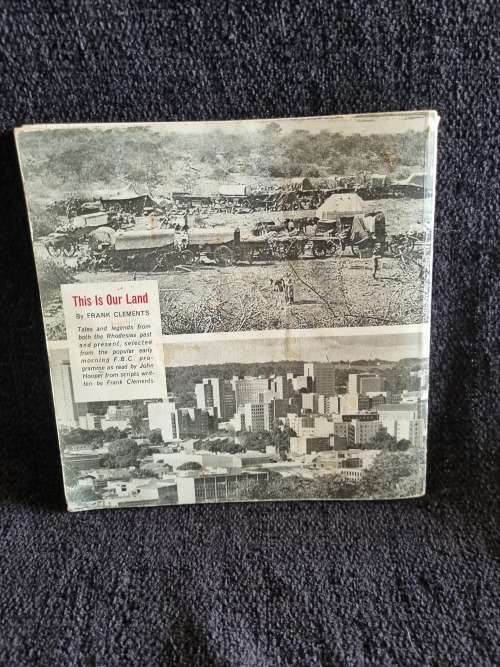 This Is Our Land
By FRANK CLEMENTS
Tales and legends from
both the Rhodesias past
and present, selected
from the popular early
morning F.B.C. pro-
gramme as read by John
Hooper from scripts writ-
ten by Frank Clements.